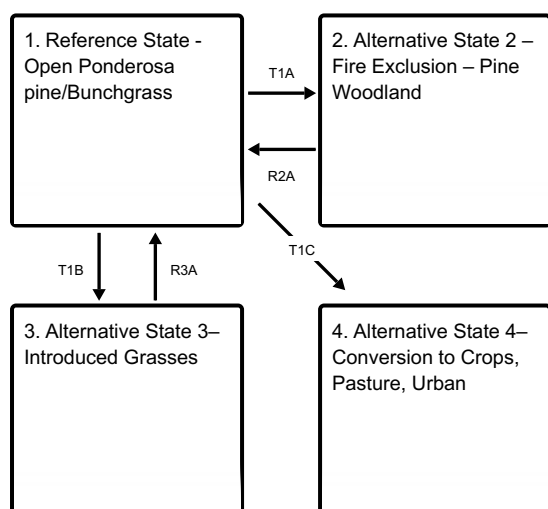 1. Reference State -
Open Ponderosa
pine/Bunchgrass
T1A
2. Alternative State 2 –
Fire Exclusion – Pine
Woodland
R2A
T1C
T1B
R3A
3. Alternative State 3–
Introduced Grasses
4. Alternative State 4–
Conversion to Crops,
Pasture, Urban